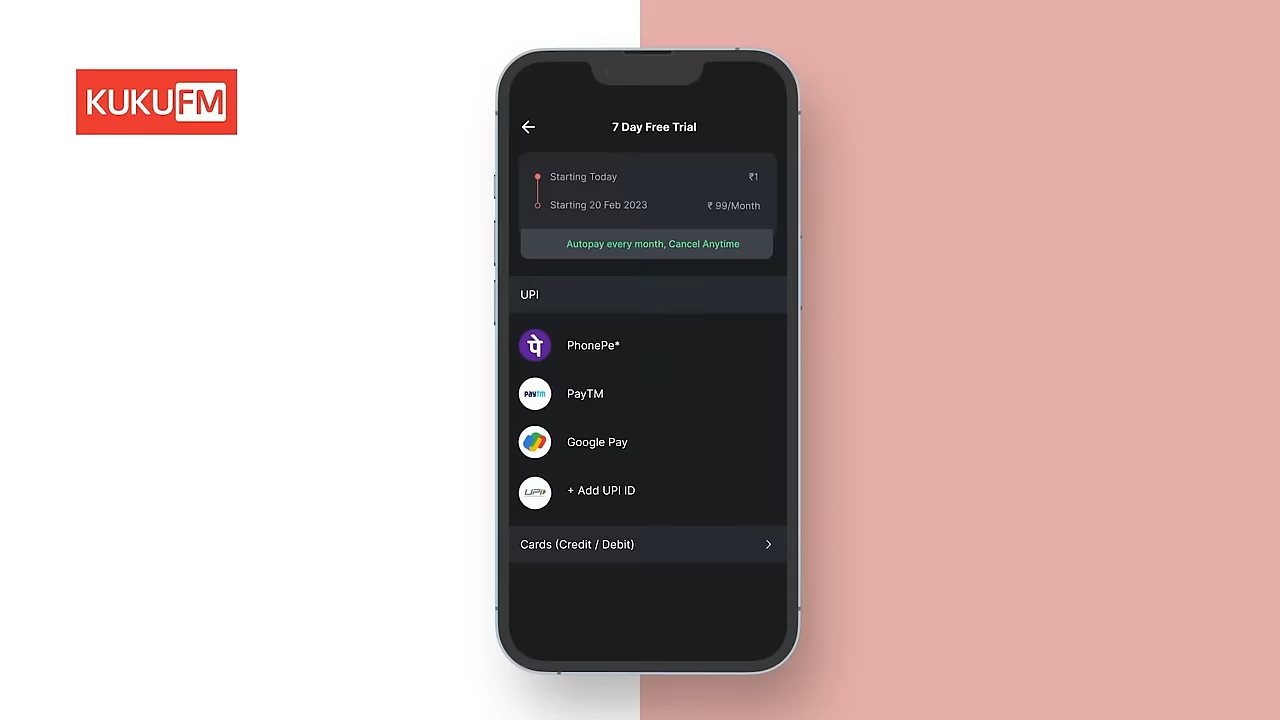 KUKUFM
7 Day Free Trial
Starting Today ₹1
Starting 20 Feb 2023 ₹ 99/Month
Autopay every month, Cancel Anytime
UPI
पे PhonePe*
Paytm PayTM
Google Pay
UPI + Add UPI ID
Cards (Credit / Debit)